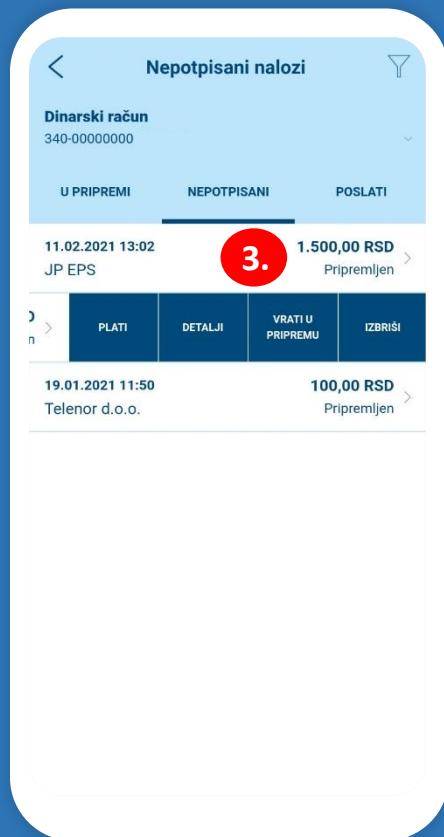 Nepotpisani nalozi
Dinarski račun
340-00000000
U PRIPREMI NEPOTPISANI POSLATI
11.02.2021 13:02 3. 1.500,00 RSD
JP EPS Pripremljen
PLATI DETALJI VRATI U PRIPREMU IZBRIŠI
19.01.2021 11:50 100,00 RSD
Telenor d.o.o. Pripremljen